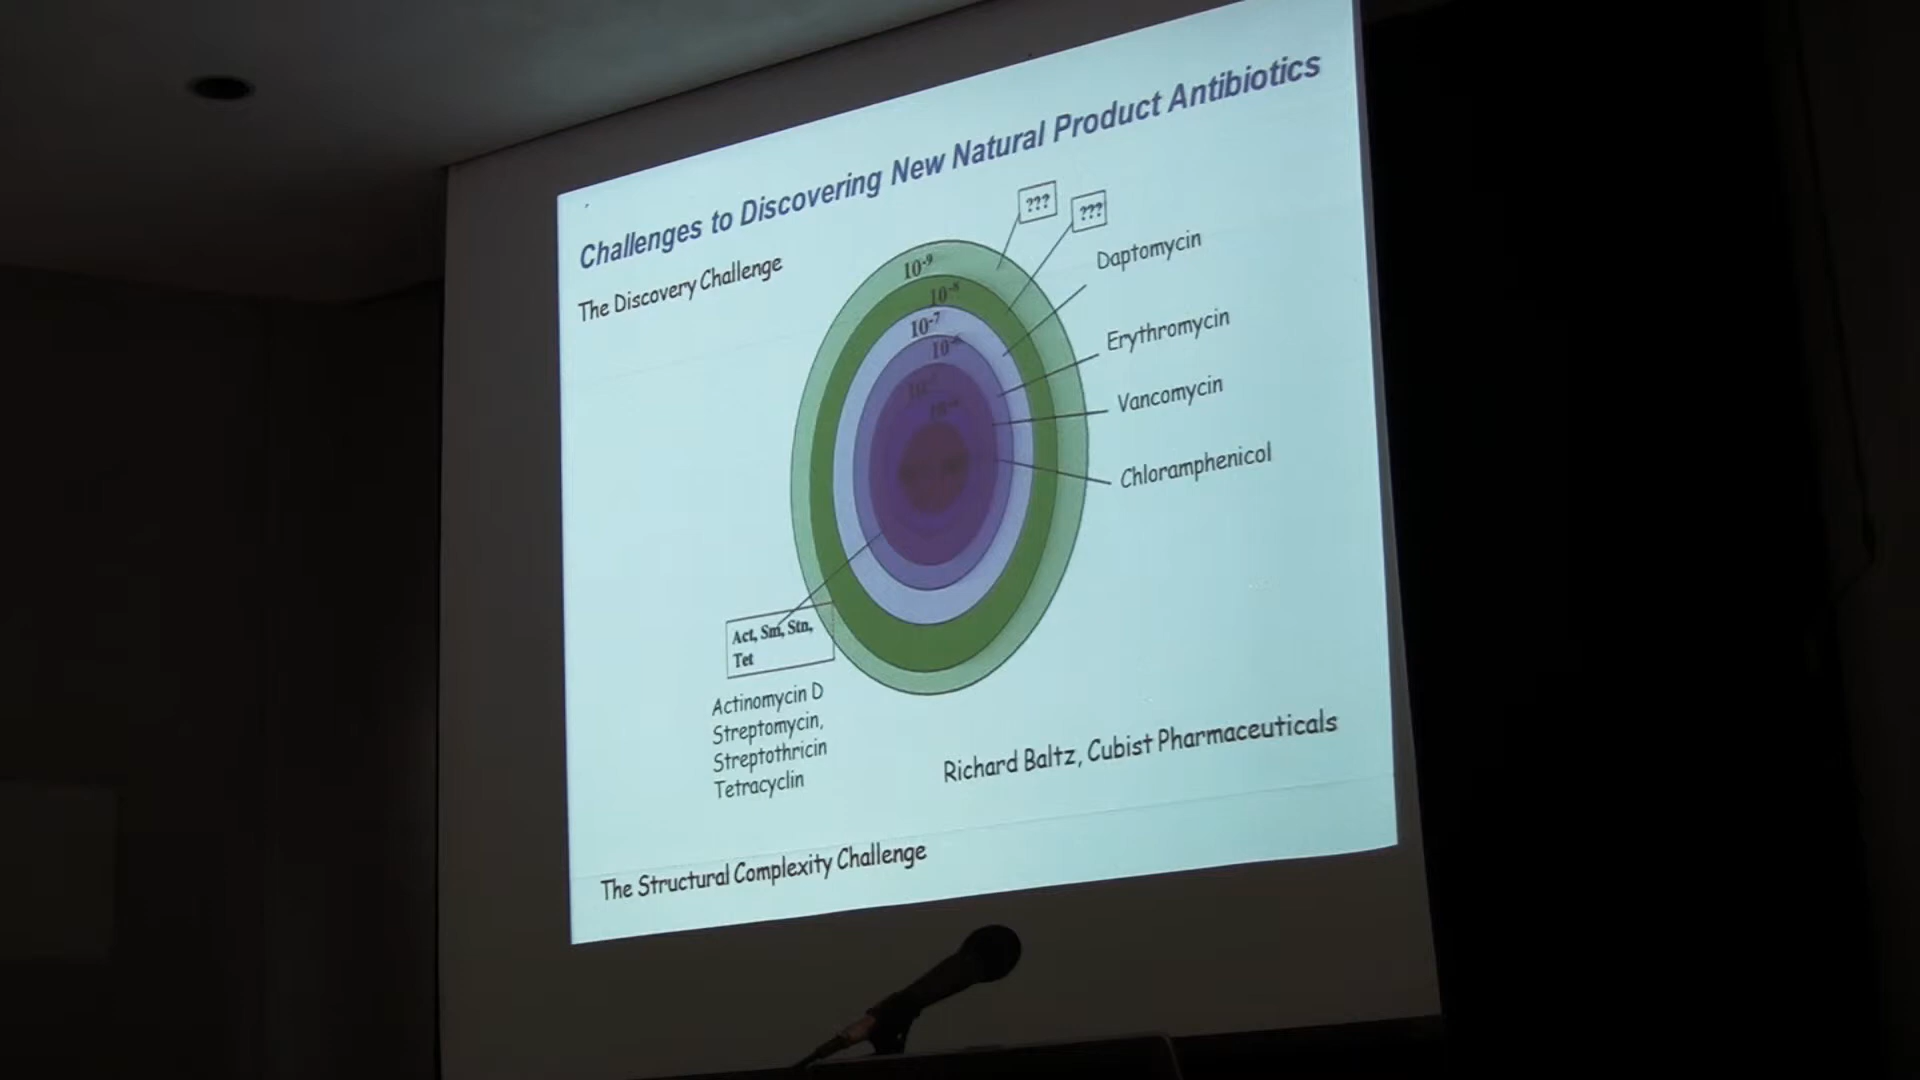 Challenges to Discovering New Natural Product Antibiotics
The Discovery Challenge
???
???
10-9
10-8
10-7
Daptomycin
Erythromycin
Vancomycin
Chloramphenicol
Act, Sm, Stn,
Tet
Actinomycin D
Streptomycin,
Streptothricin
Tetracyclin
Richard Baltz, Cubist Pharmaceuticals
The Structural Complexity Challenge